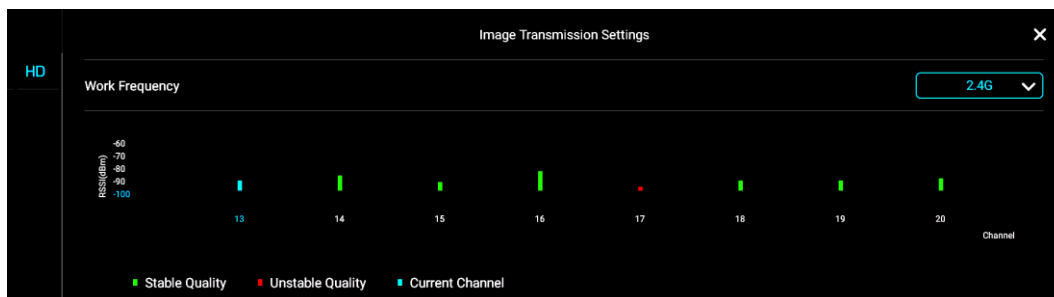 Image Transmission Settings
HD
Work Frequency
2.4G
RSSI(dBm)
-60
-70
-80
-90
-100
13 14 15 16 17 18 19 20
Channel
Stable Quality Unstable Quality Current Channel